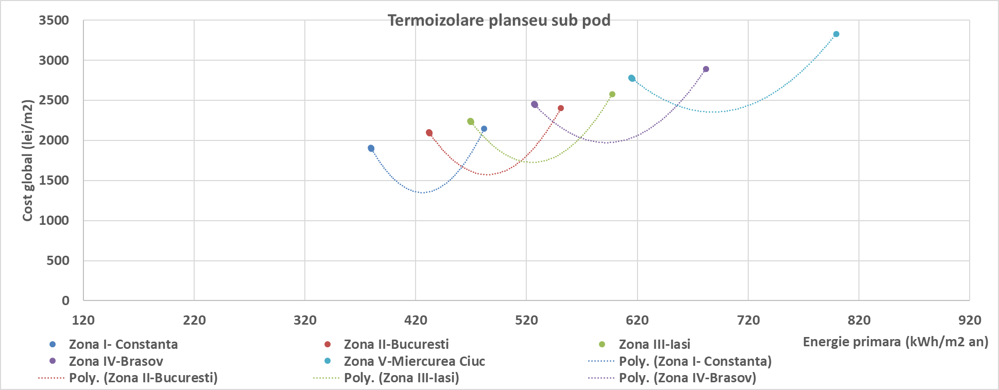 Termoizolare planseu sub pod
3500
3000
2500
2000
1500
1000
500
0
Cost global (lei/m2)
120 220 320 420 520 620 720 820 920
Energie primara (kWh/m2 an)
Zona I- Constanta
Zona II-Bucuresti
Zona III-Iasi
Zona IV-Brasov
Zona V-Miercurea Ciuc
Poly. (Zona I- Constanta)
Poly. (Zona II-Bucuresti)
Poly. (Zona III-Iasi)
Poly. (Zona IV-Brasov)